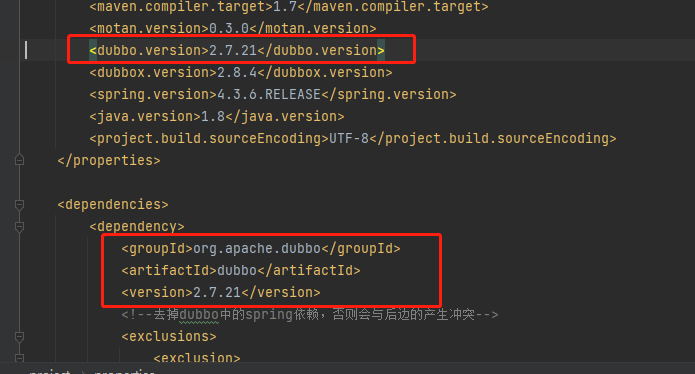 <maven.compiler.target>1.7</maven.compiler.target>
<motan.version>0.3.0</motan.version>
<dubbo.version>2.7.21</dubbo.version>
<dubbox.version>2.8.4</dubbox.version>
<spring.version>4.3.6.RELEASE</spring.version>
<java.version>1.8</java.version>
<project.build.sourceEncoding>UTF-8</project.build.sourceEncoding>
</properties>
<dependencies>
<dependency>
<groupId>org.apache.dubbo</groupId>
<artifactId>dubbo</artifactId>
<version>2.7.21</version>
<!--去掉dubbo中的spring依赖，否则会与后边的产生冲突-->
<exclusions>
<exclusion>
project properties